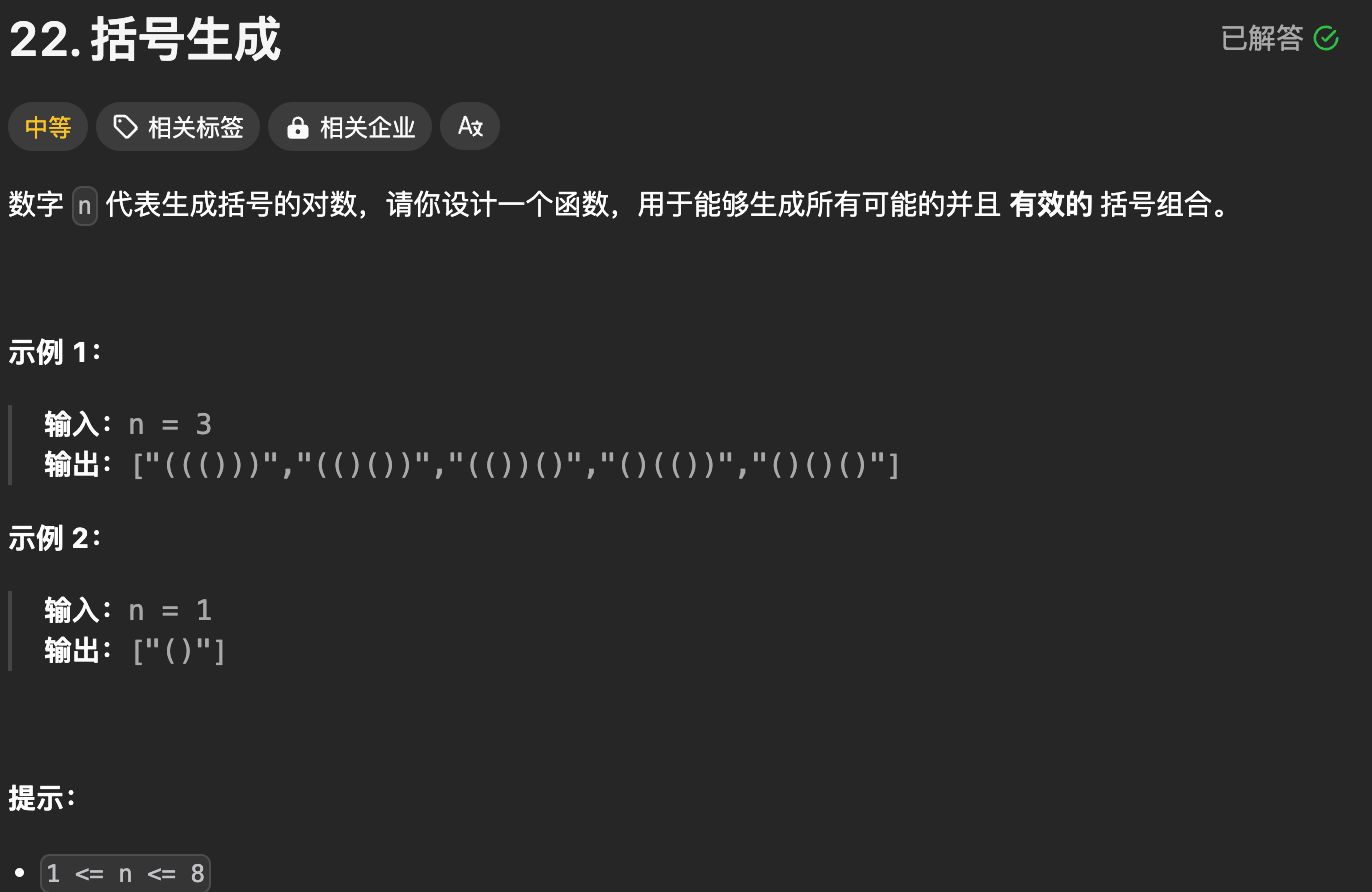 22. 括号生成
已解答
中等 相关标签 相关企业 A文
数字 n 代表生成括号的对数，请你设计一个函数，用于能够生成所有可能的并且 有效的 括号组合。
示例 1：
输入：n = 3
输出：["((()))","(()())","(())()","()(())","()()()"]
示例 2：
输入：n = 1
输出：["()"]
提示：
• 1 <= n <= 8